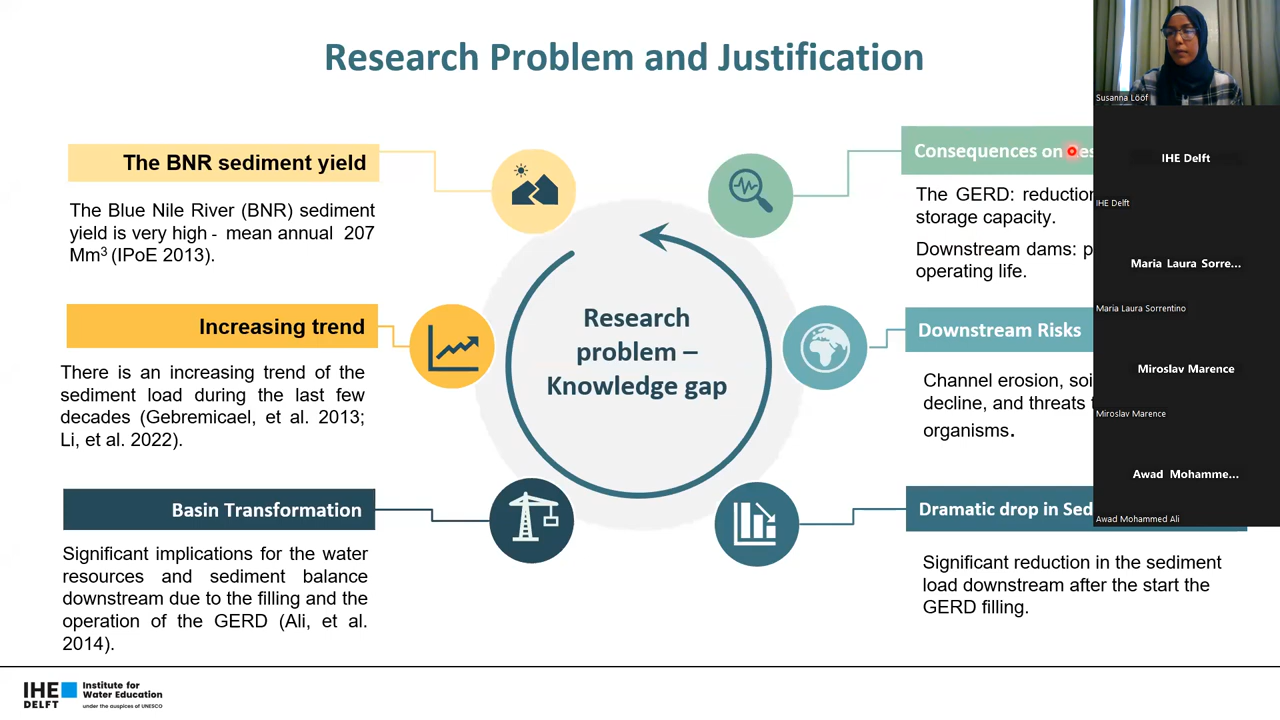 Research Problem and Justification
The BNR sediment yield
The Blue Nile River (BNR) sediment
yield is very high - mean annual 207
Mm³ (IPoE 2013).
Increasing trend
There is an increasing trend of the
sediment load during the last few
decades (Gebremicael, et al. 2013;
Li, et al. 2022).
Basin Transformation
Significant implications for the water
resources and sediment balance
downstream due to the filling and the
operation of the GERD (Ali, et al.
2014).
Research
problem –
Knowledge gap
Consequences on
The GERD: reduction
storage capacity.
Downstream dams:
operating life.
Downstream Risks
Channel erosion,
decline, and threats
organisms.
Dramatic drop in
Significant reduction in the sediment
load downstream after the start the
GERD filling.
Susanna Lööf
IHE Delft
IHE Delft
Maria Laura Sorre...
Maria Laura Sorrentino
Miroslav Marence
Miroslav Marence
Awad Mohamme...
Awad Mohammed Ali
IHE
DELFT
Institute for
Water Education
under the auspices of UNESCO